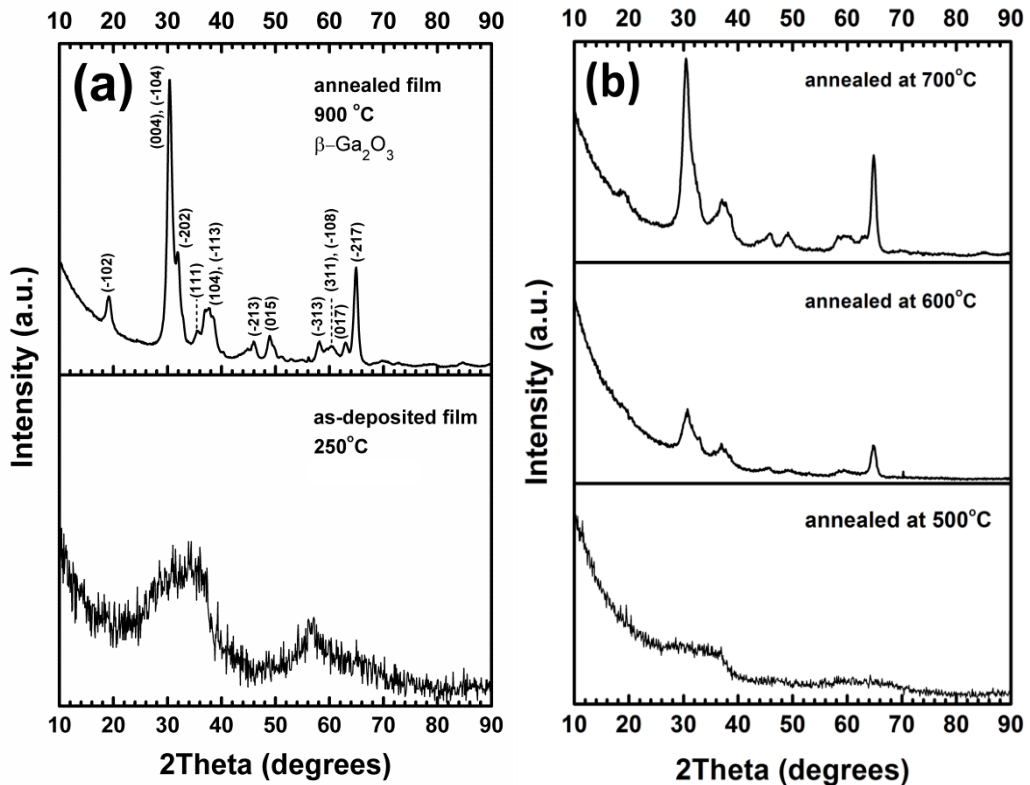 10 20 30 40 50 60 70 80 90
(a)
annealed film
900 °C
β–Ga₂O₃
(-102)
(004), (-104)
(-202)
(111)
(104), (-113)
(-213)
(015)
(-313)
(311), (-108)
(017)
(-217)
as-deposited film
250°C
Intensity (a.u.)
10 20 30 40 50 60 70 80 90
2Theta (degrees)
10 20 30 40 50 60 70 80 90
(b)
annealed at 700°C
annealed at 600°C
annealed at 500°C
Intensity (a.u.)
10 20 30 40 50 60 70 80 90
2Theta (degrees)